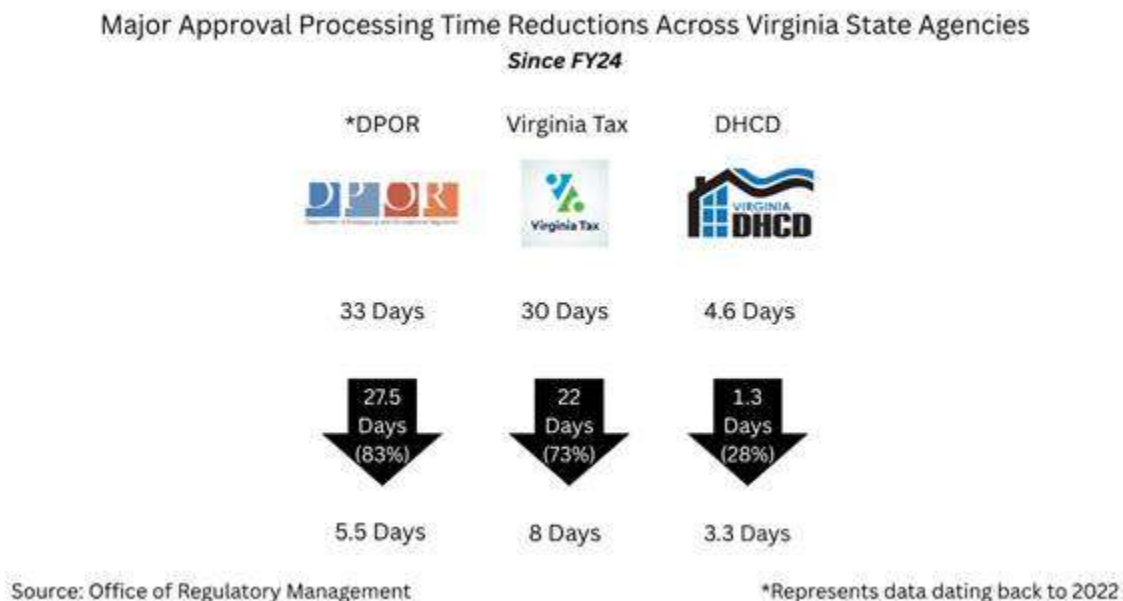 Major Approval Processing Time Reductions Across Virginia State Agencies
Since FY24
*DPOR
Virginia Tax
DHCD
DPOR
Virginia Tax
VIRGINIA
DHCD
33 Days
30 Days
4.6 Days
27.5
Days
(83%)
22
Days
(73%)
1.3
Days
(28%)
5.5 Days
8 Days
3.3 Days
Source: Office of Regulatory Management
*Represents data dating back to 2022